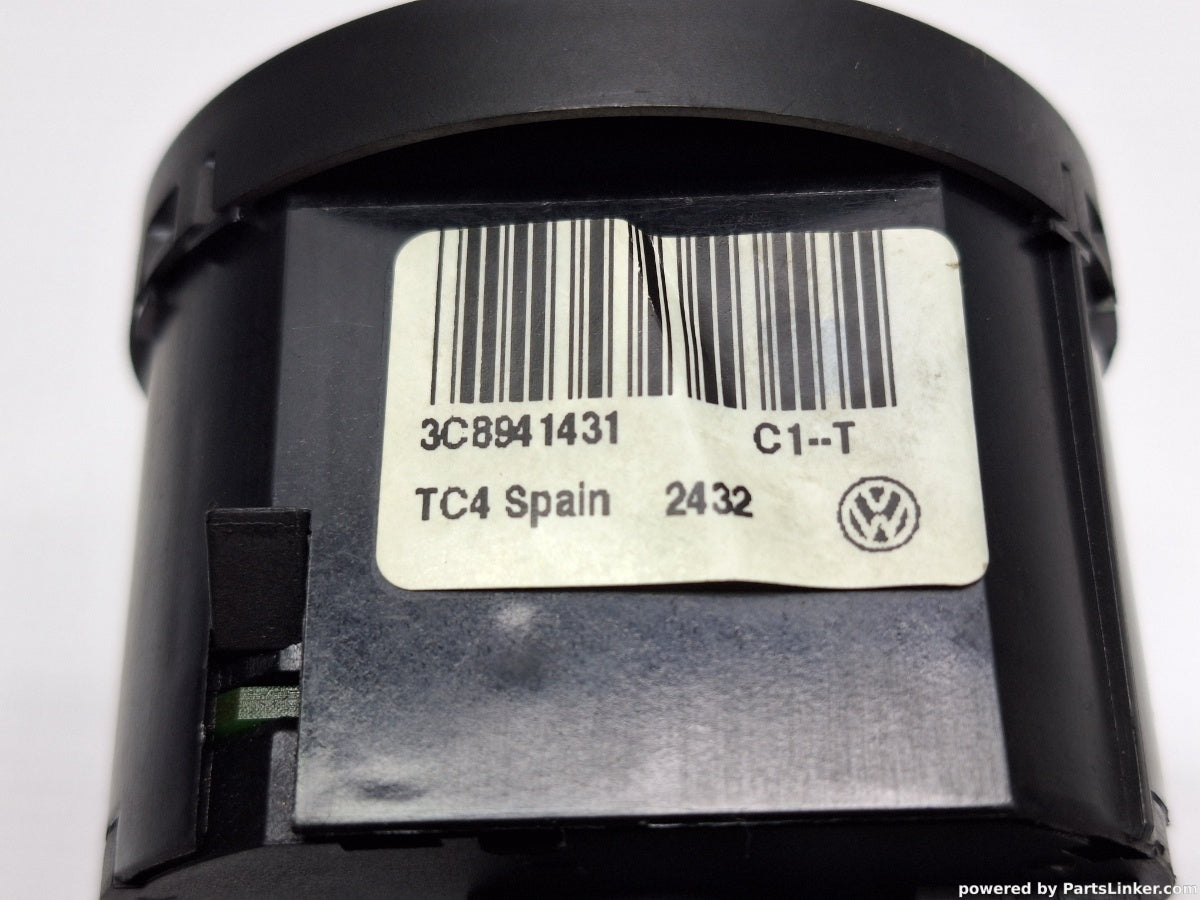 3C8941431 C1--T
TC4 Spain 2432
powered by PartsLinker.com